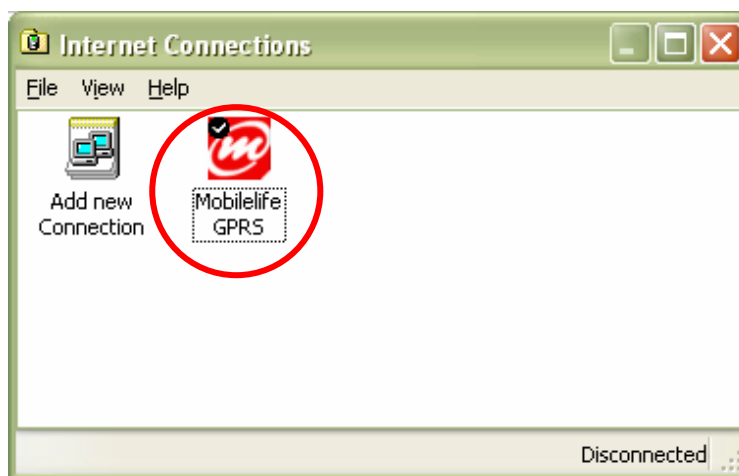 Internet Connections
File View Help
Add new
Connection
Mobilelife
GPRS
Disconnected